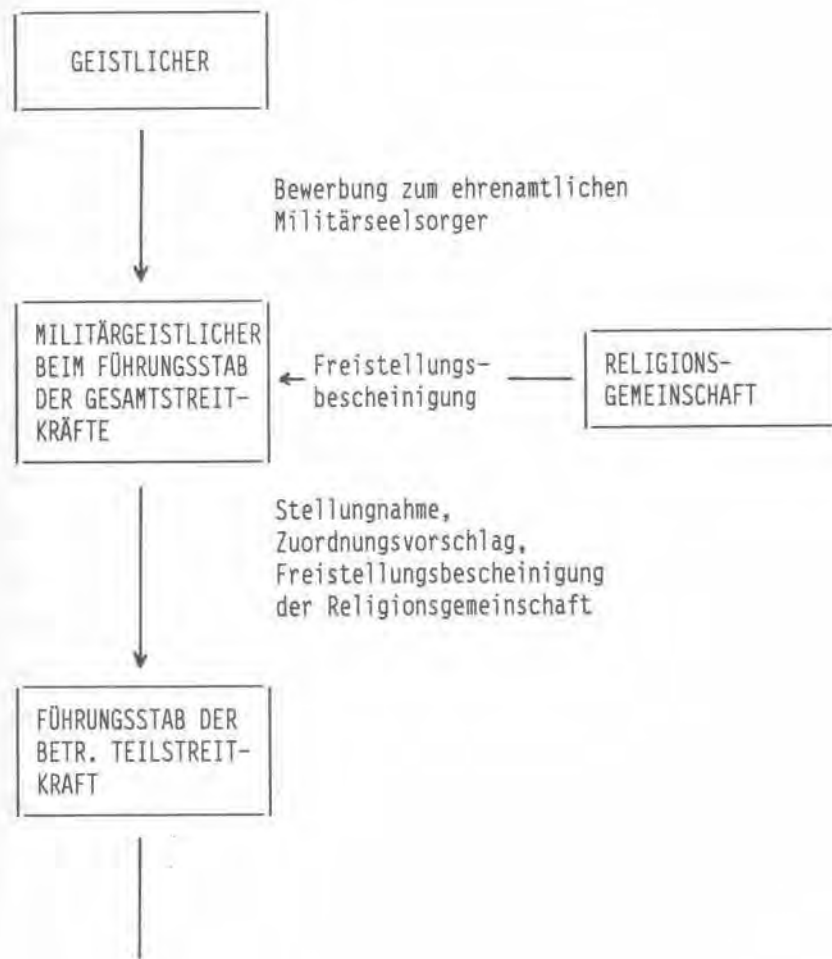 GEISTLICHER
Bewerbung zum ehrenamtlichen
Militärseelsorger
MILITÄRGEISTLICHER
BEIM FÜHRUNGSSTAB
DER GESAMTSTREIT-
KRÄFTE
Freistellungs-
bescheinigung
RELIGIONS-
GEMEINSCHAFT
Stellungnahme,
Zuordnungsvorschlag,
Freistellungsbescheinigung
der Religionsgemeinschaft
FÜHRUNGSSTAB DER
BETR. TEILSTREIT-
KRAFT